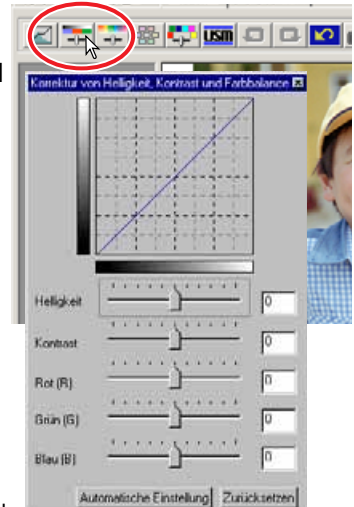 USM
Korrektur von Helligkeit, Kontrast und Farbbalance
Helligkeit 0
Kontrast 0
Rot (R) 0
Grün (G) 0
Blau (B) 0
Automatische Einstellung Zurücksetzen